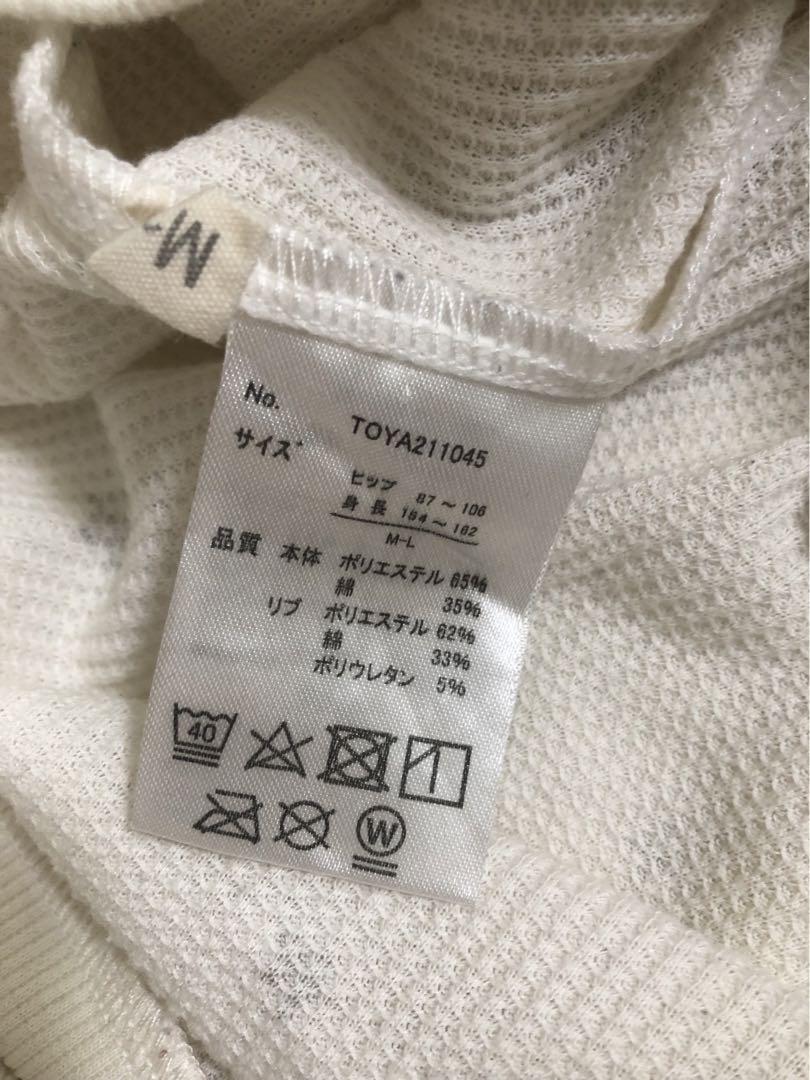 M-
No. TOYA211045
サイズ
ヒップ 87～106
身長 154～162
M-L
品質 本体 ポリエステル 65%
綿 35%
リブ ポリエステル 62%
綿 33%
ポリウレタン 5%
40
W